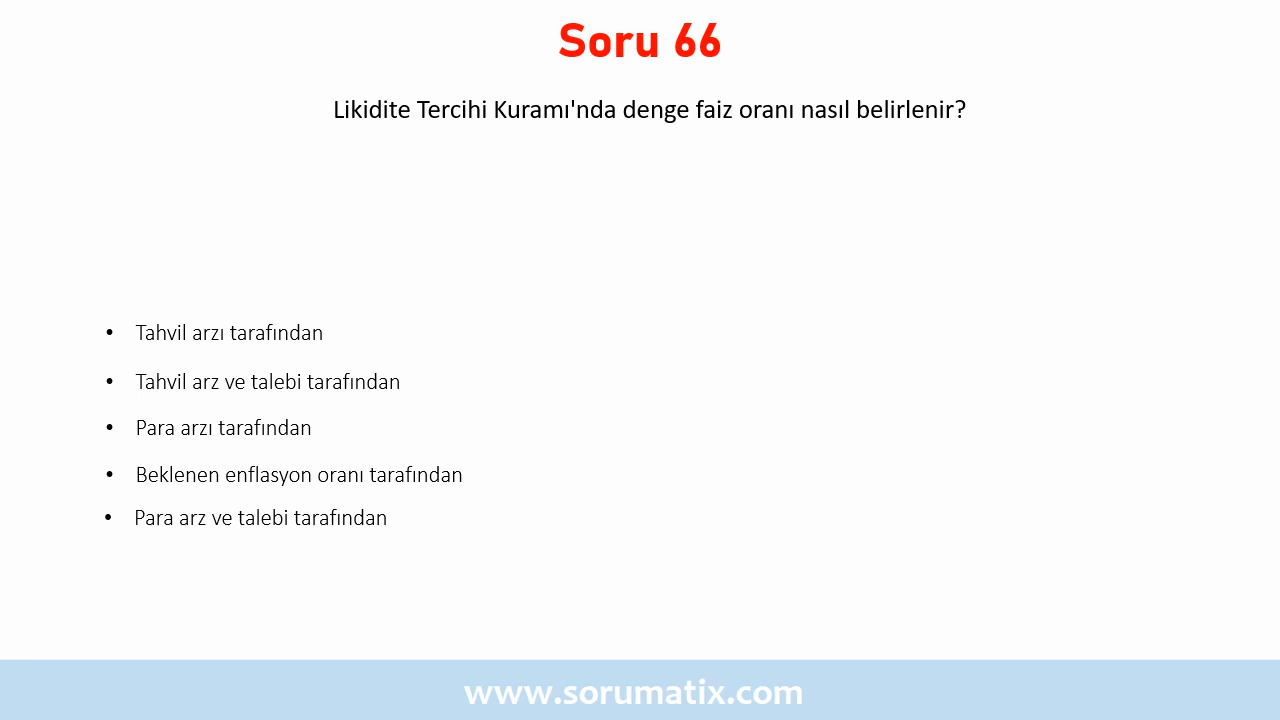 Soru 66
Likidite Tercihi Kuramı'nda denge faiz oranı nasıl belirlenir?
• Tahvil arzı tarafından
• Tahvil arz ve talebi tarafından
• Para arzı tarafından
• Beklenen enflasyon oranı tarafından
• Para arz ve talebi tarafından
www.sorumatix.com